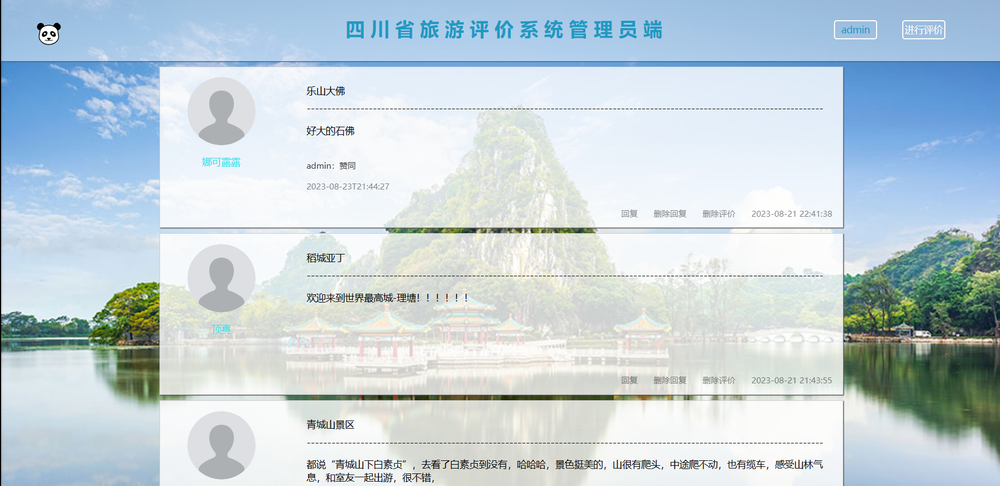 四川省旅游评价系统管理员端
admin
进行评价
乐山大佛
好大的石佛
娜可露露
admin：赞同
2023-08-23T21:44:27
回复 删除回复 删除评价 2023-08-21 22:41:38
稻城亚丁
欢迎来到世界最高城-理塘！！！！！！
顶真
回复 删除回复 删除评价 2023-08-21 21:43:55
青城山景区
都说“青城山下白素贞”，去看了白素贞到没有，哈哈哈，景色挺美的，山很有爬头，中途爬不动，也有缆车，感受山林气
息，和室友一起出游，很不错，